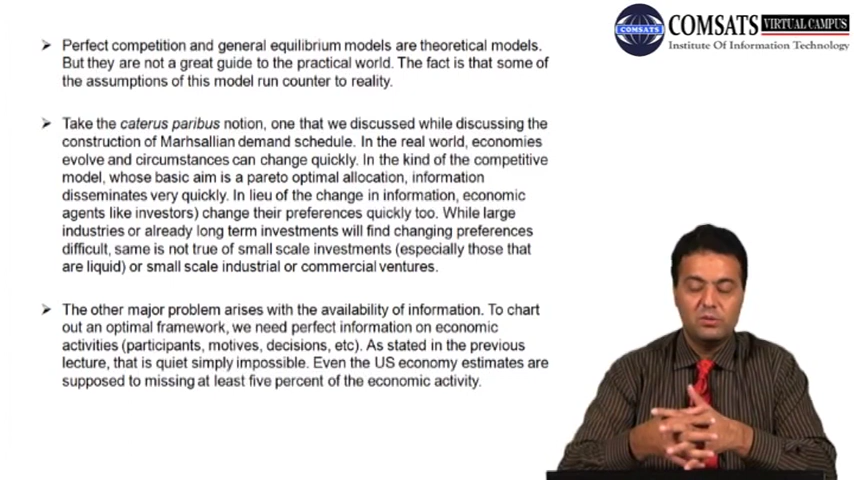 COMSATS VIRTUAL CAMPUS
Institute Of Information Technology
COMSATS
Perfect competition and general equilibrium models are theoretical models.
But they are not a great guide to the practical world. The fact is that some of
the assumptions of this model run counter to reality.
Take the caterus paribus notion, one that we discussed while discussing the
construction of Marhsallian demand schedule. In the real world, economies
evolve and circumstances can change quickly. In the kind of the competitive
model, whose basic aim is a pareto optimal allocation, information
disseminates very quickly. In lieu of the change in information, economic
agents like investors) change their preferences quickly too. While large
industries or already long term investments will find changing preferences
difficult, same is not true of small scale investments (especially those that
are liquid) or small scale industrial or commercial ventures.
The other major problem arises with the availability of information. To chart
out an optimal framework, we need perfect information on economic
activities (participants, motives, decisions, etc). As stated in the previous
lecture, that is quiet simply impossible. Even the US economy estimates are
supposed to missing at least five percent of the economic activity.